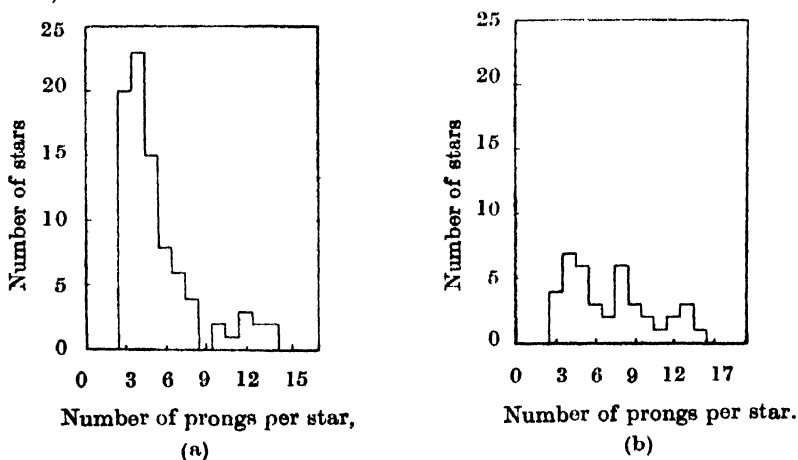 25
20
15
10
5
0
Number of stars
0 3 6 9 12 15
Number of prongs per star,
(a)
25
20
15
10
5
0
Number of stars
0 3 6 9 12 17
Number of prongs per star.
(b)